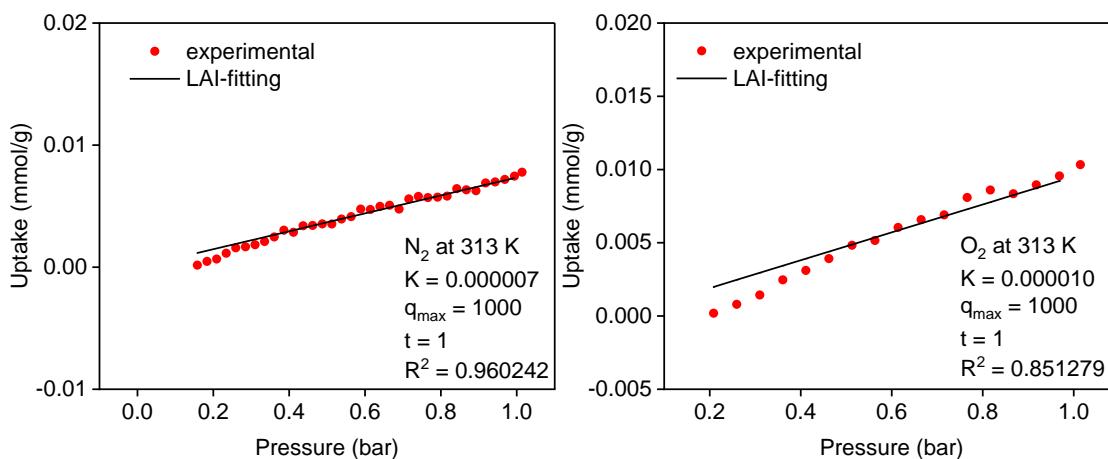 0.02
0.01
0.00
-0.01
Uptake (mmol/g)
experimental
LAI-fitting
N₂ at 313 K
K = 0.000007
qₘₐₓ = 1000
t = 1
R² = 0.960242
0.0 0.2 0.4 0.6 0.8 1.0
Pressure (bar)
0.020
0.015
0.010
0.005
0.000
-0.005
Uptake (mmol/g)
experimental
LAI-fitting
O₂ at 313 K
K = 0.000010
qₘₐₓ = 1000
t = 1
R² = 0.851279
0.2 0.4 0.6 0.8 1.0
Pressure (bar)